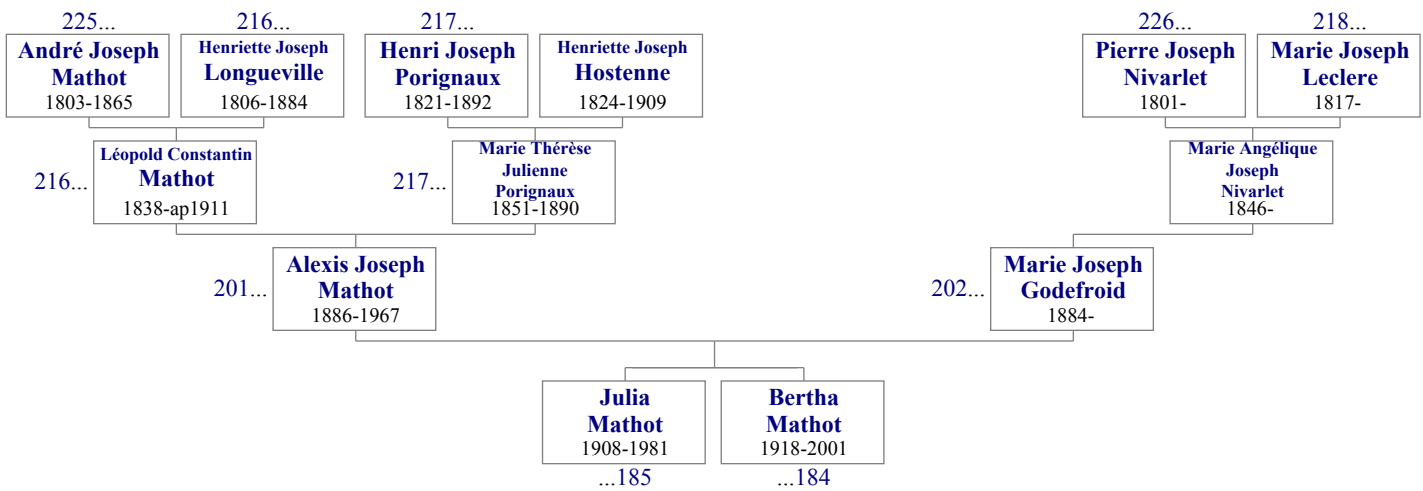 225...
216...
217...
226...
218...
André Joseph
Mathot
1803-1865
Henriette Joseph
Longueville
1806-1884
Henri Joseph
Porignaux
1821-1892
Henriette Joseph
Hostenne
1824-1909
Pierre Joseph
Nivarlet
1801-
Marie Joseph
Leclere
1817-
216...
Léopold Constantin
Mathot
1838-ap1911
217...
Marie Thérèse
Julienne
Porignaux
1851-1890
Marie Angélique
Joseph
Nivarlet
1846-
201...
Alexis Joseph
Mathot
1886-1967
202...
Marie Joseph
Godefroid
1884-
Julia
Mathot
1908-1981
...185
Bertha
Mathot
1918-2001
...184